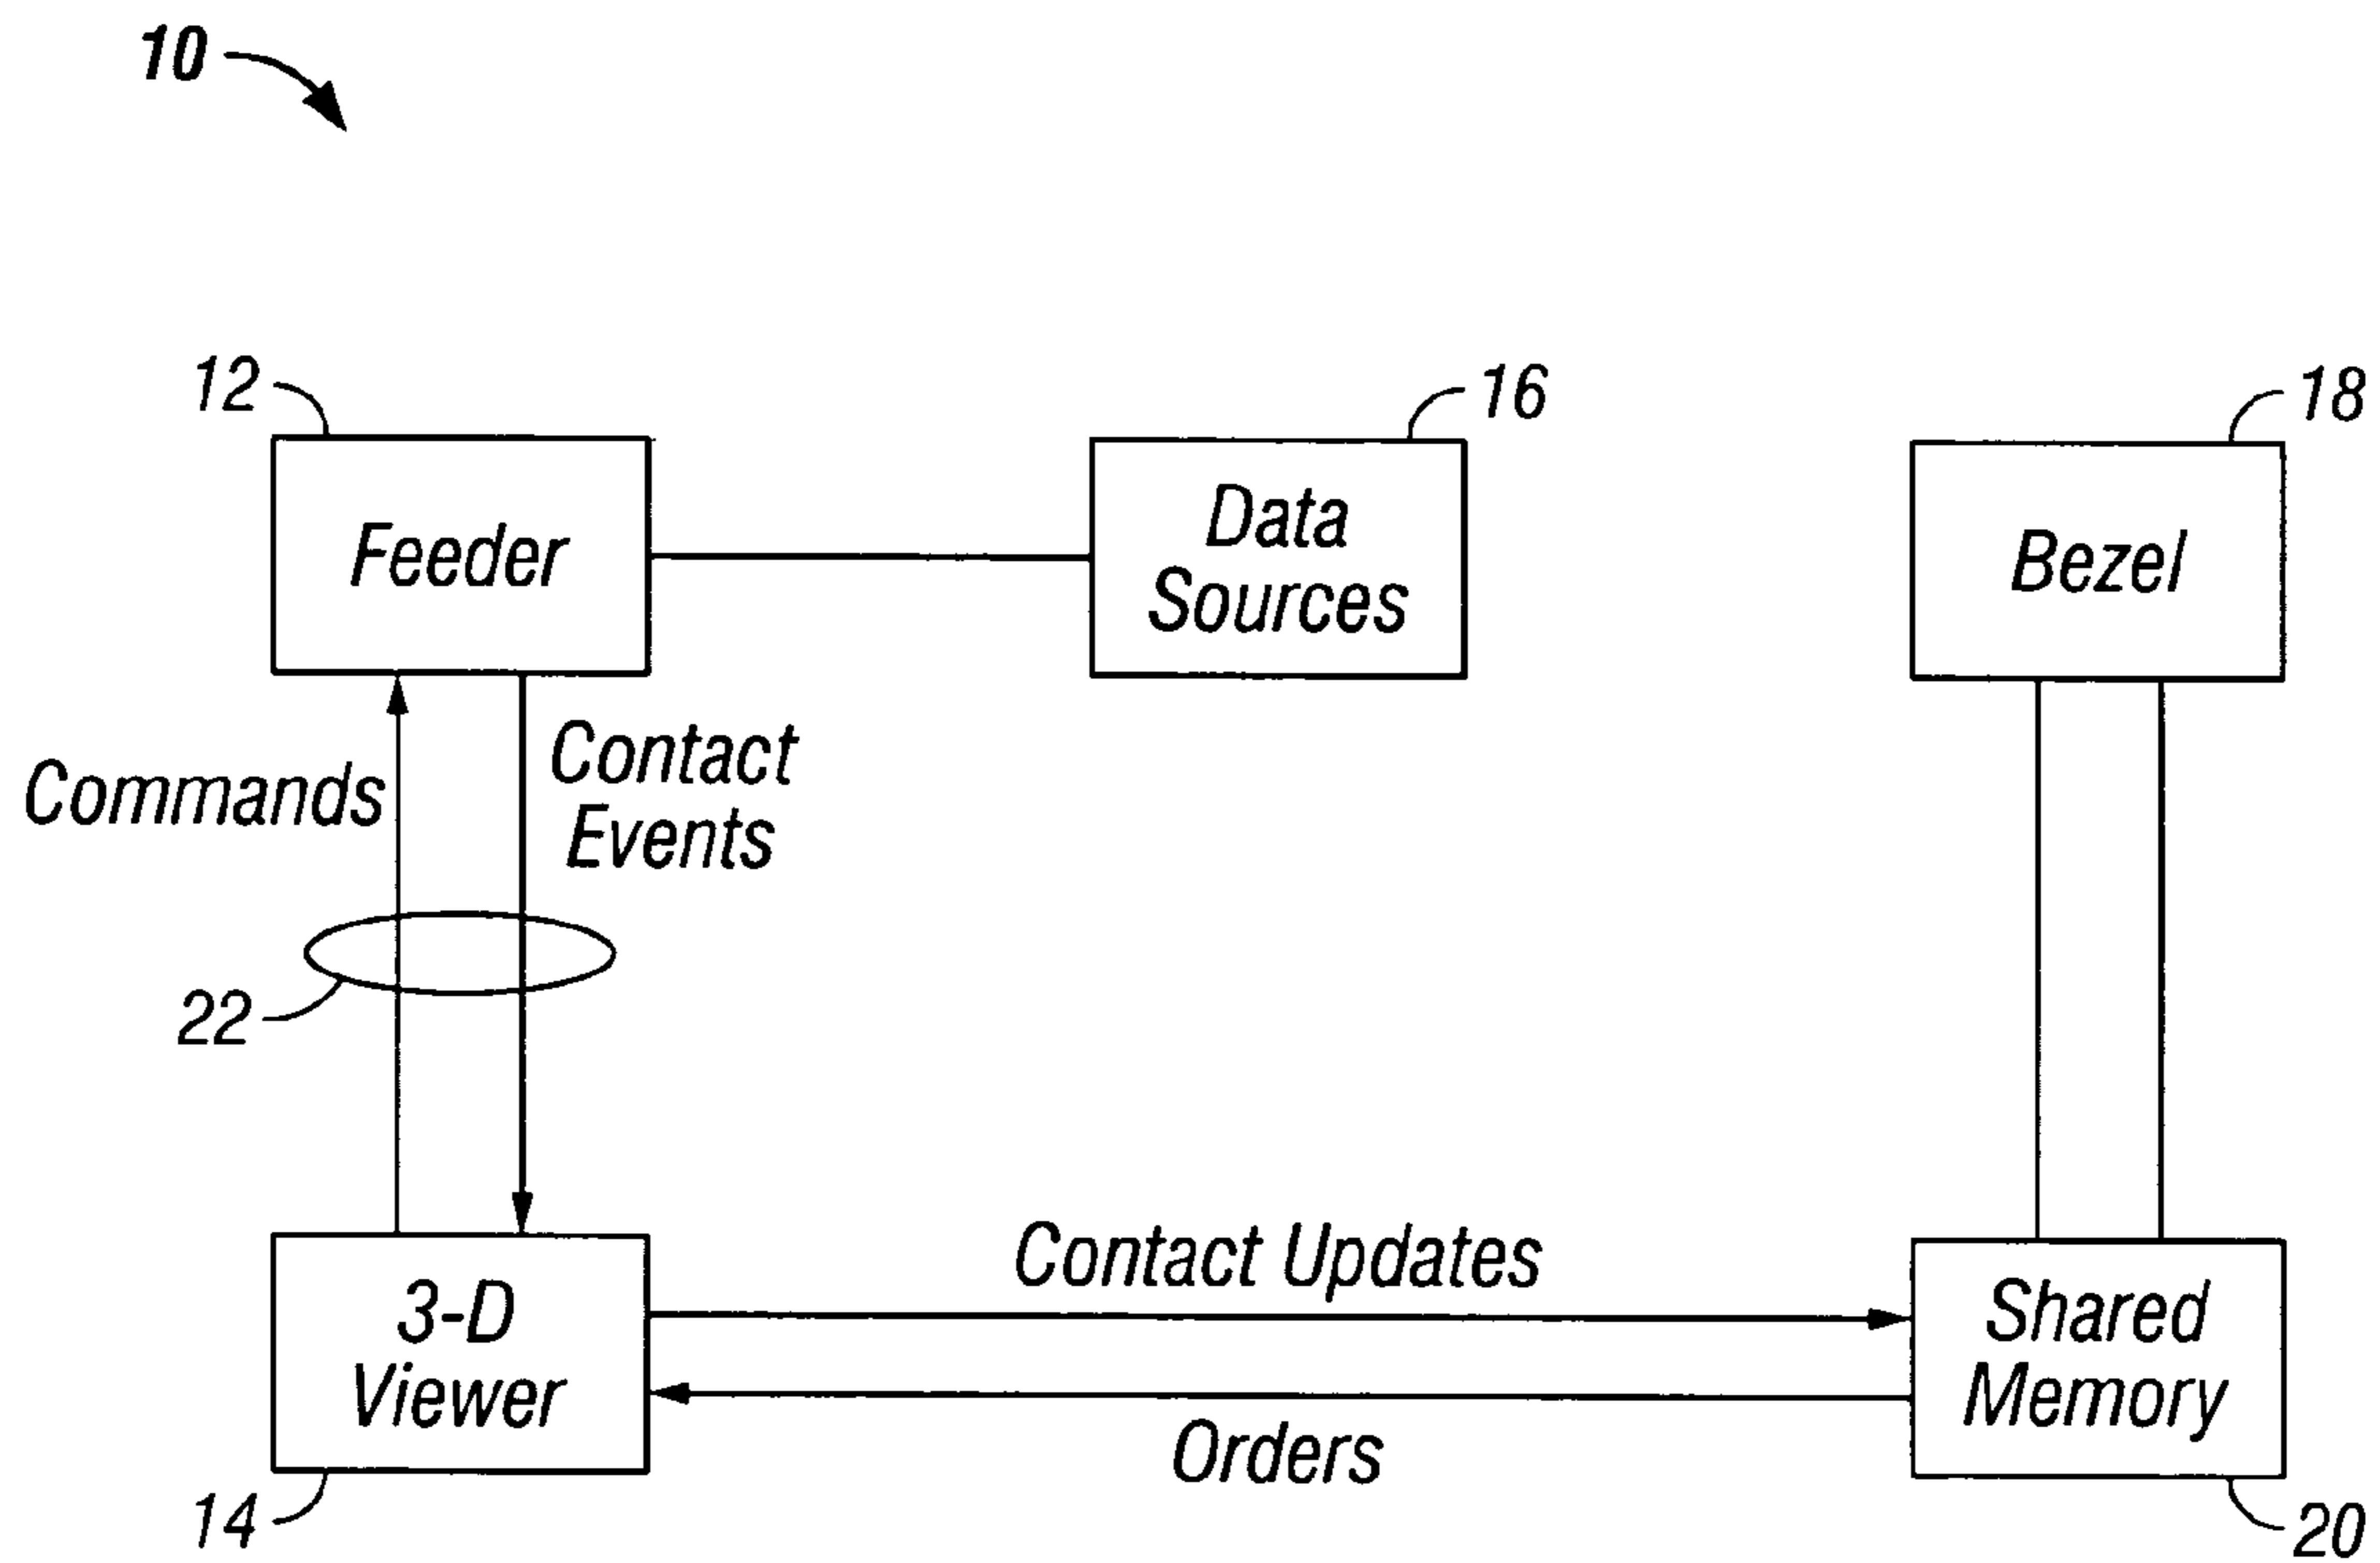 10
12
16
18
Feeder
Data
Sources
Bezel
Commands
Contact
Events
22
3-D
Viewer
Contact Updates
Orders
Shared
Memory
14
20